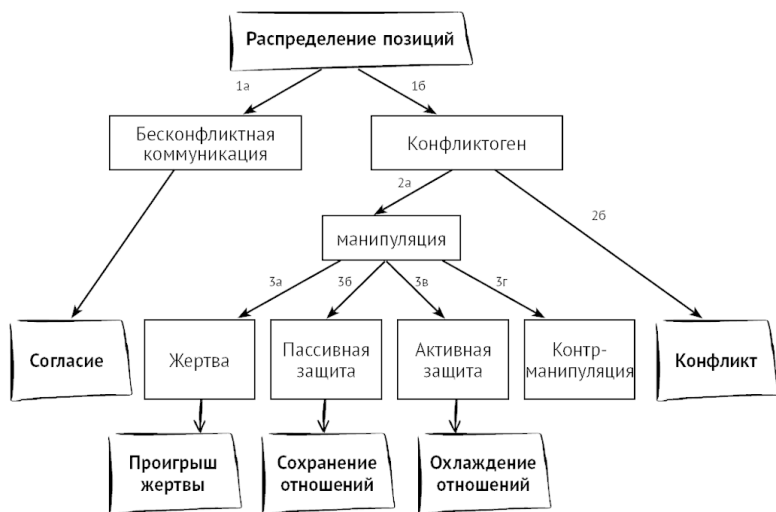 Распределение позиций
1а
1б
Бесконфликтная
коммуникация
Конфликтоген
2а
2б
манипуляция
3а
3б
3в
3г
Согласие
Жертва
Пассивная
защита
Активная
защита
Контр-
манипуляция
Конфликт
Проигрыш
жертвы
Сохранение
отношений
Охлаждение
отношений